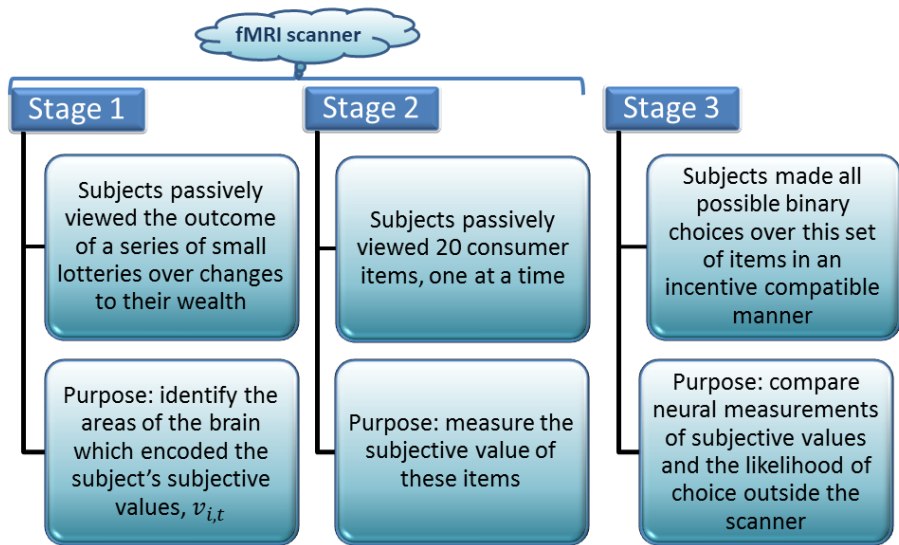 fMRI scanner
Stage 1
Subjects passively
viewed the outcome
of a series of small
lotteries over changes
to their wealth
Purpose: identify the
areas of the brain
which encoded the
subject's subjective
values, v_{i,t}
Stage 2
Subjects passively
viewed 20 consumer
items, one at a time
Purpose: measure the
subjective value of
these items
Stage 3
Subjects made all
possible binary
choices over this set
of items in an
incentive compatible
manner
Purpose: compare
neural measurements
of subjective values
and the likelihood of
choice outside the
scanner